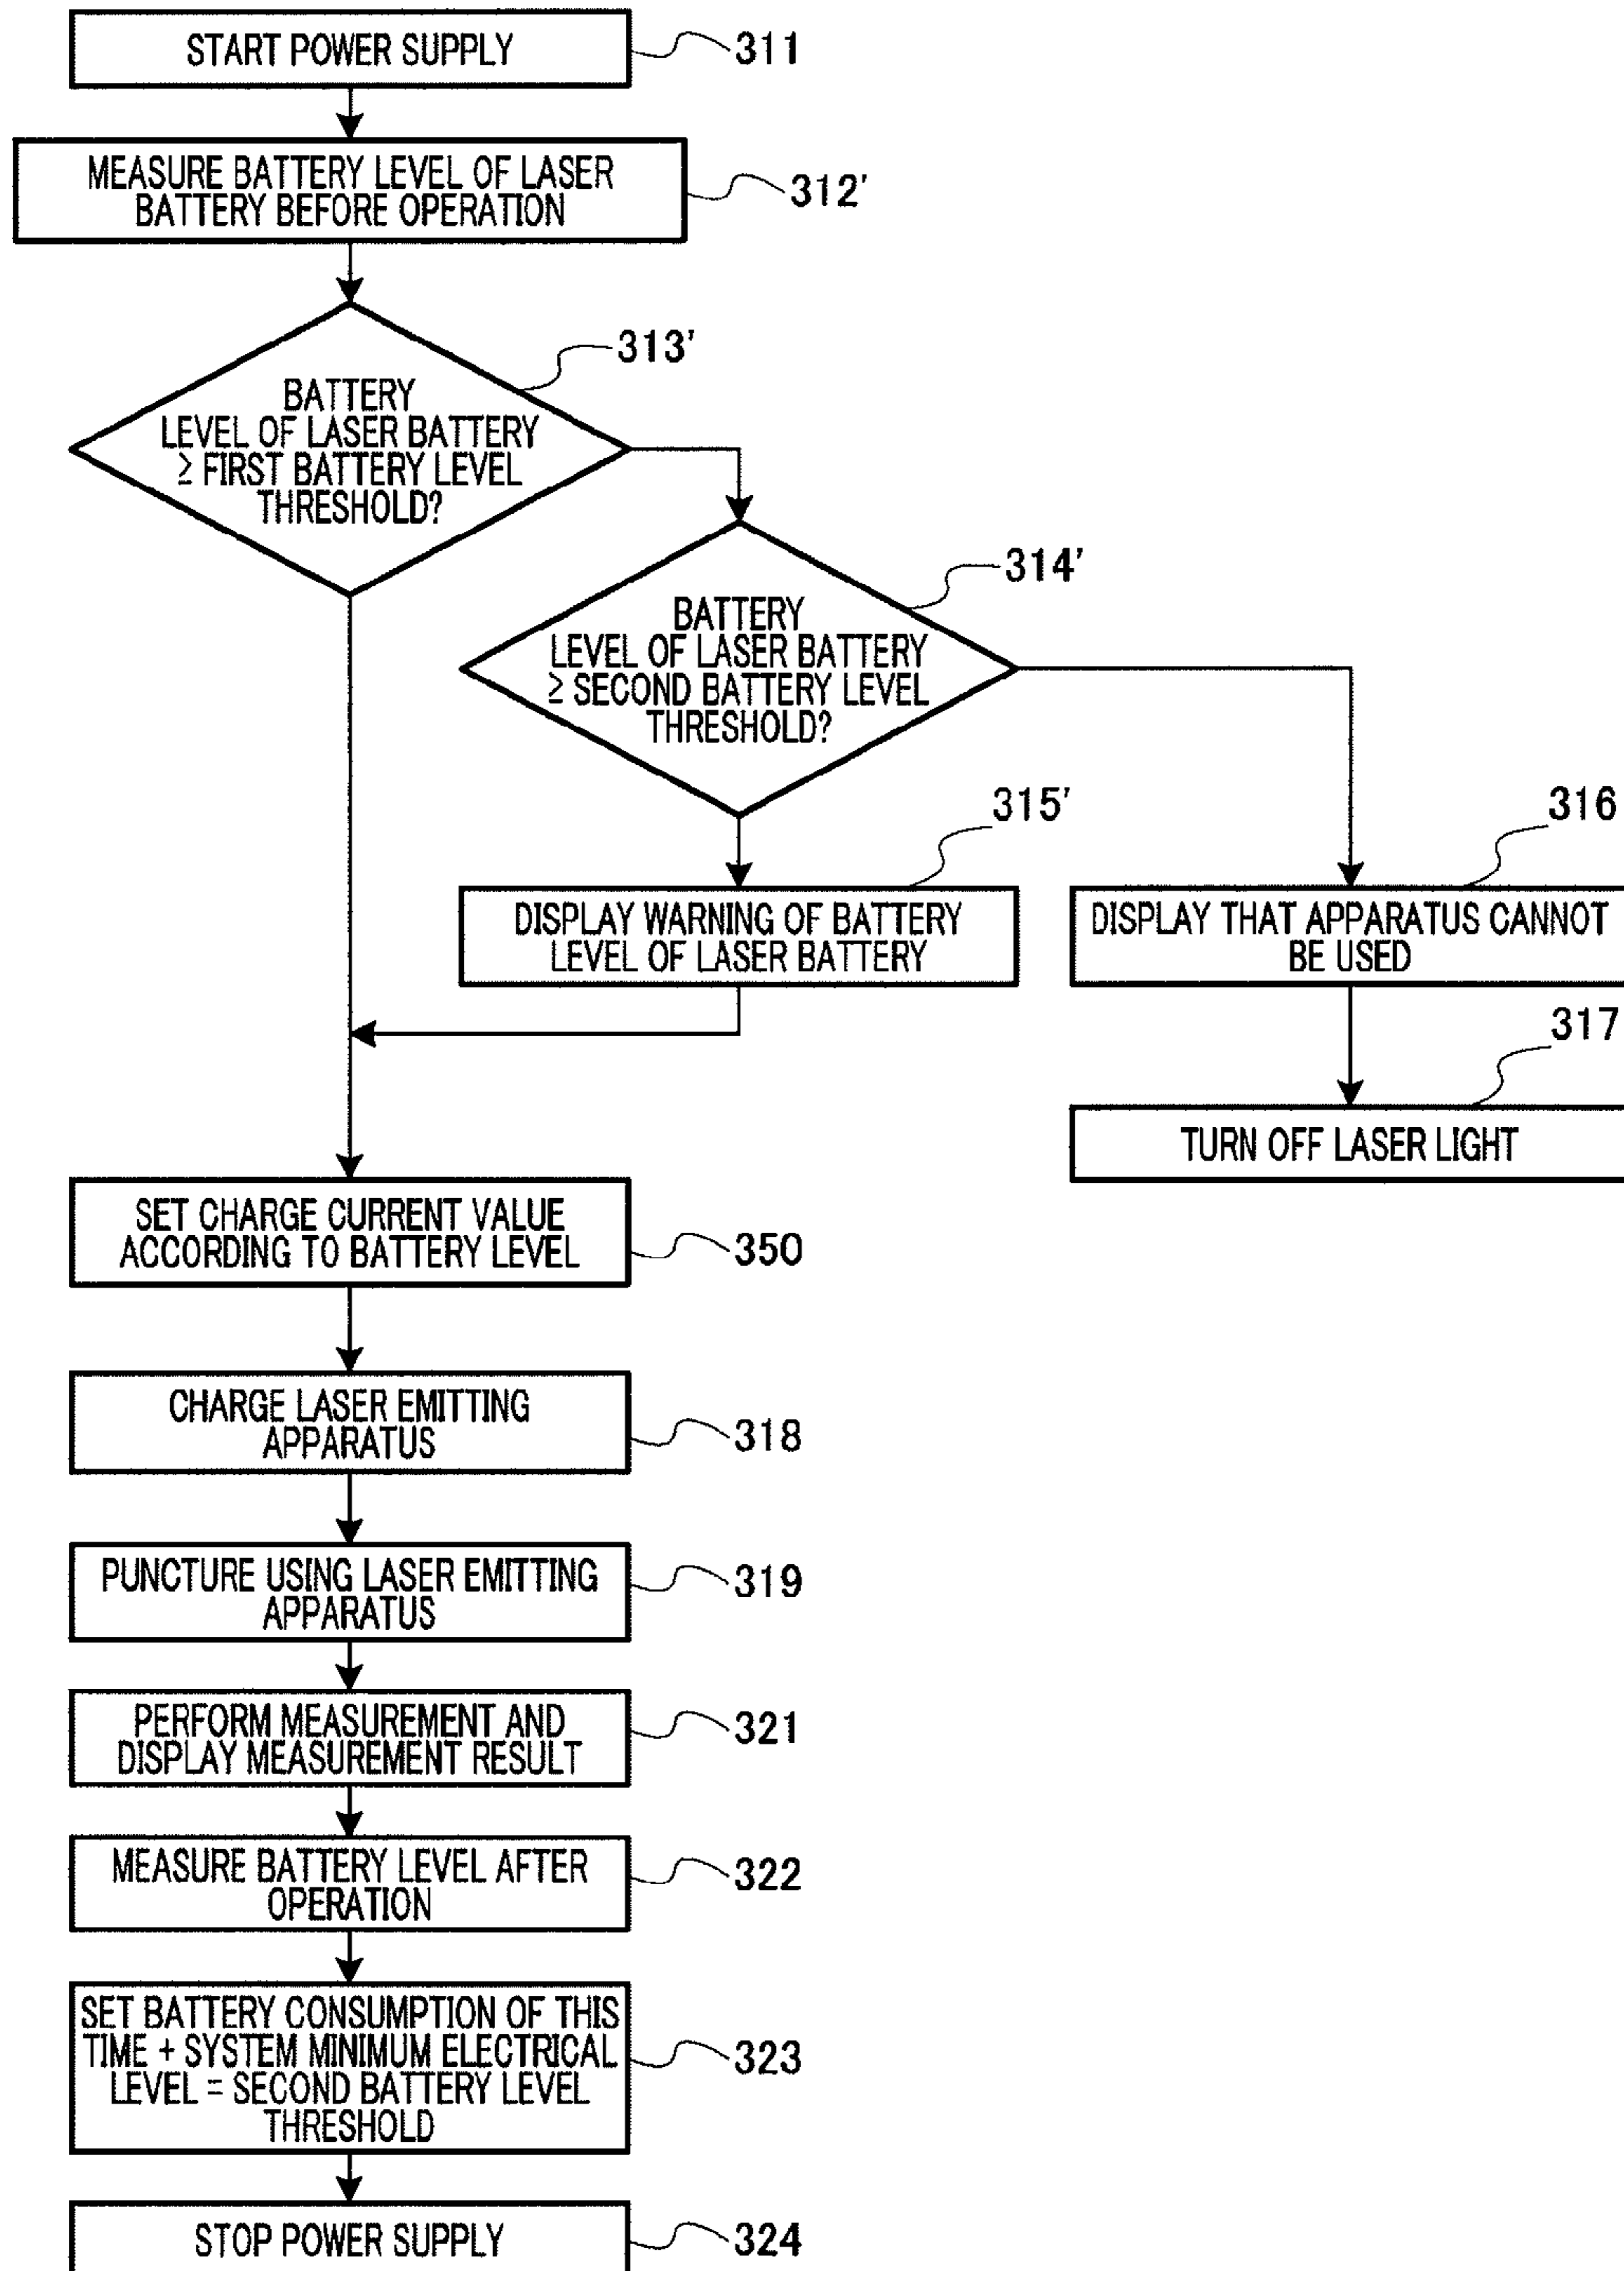 START POWER SUPPLY
311
MEASURE BATTERY LEVEL OF LASER
BATTERY BEFORE OPERATION
312'
313'
BATTERY
LEVEL OF LASER BATTERY
≥ FIRST BATTERY LEVEL
THRESHOLD?
314'
BATTERY
LEVEL OF LASER BATTERY
≥ SECOND BATTERY LEVEL
THRESHOLD?
315'
DISPLAY WARNING OF BATTERY
LEVEL OF LASER BATTERY
316
DISPLAY THAT APPARATUS CANNOT
BE USED
317
TURN OFF LASER LIGHT
SET CHARGE CURRENT VALUE
ACCORDING TO BATTERY LEVEL
350
CHARGE LASER EMITTING
APPARATUS
318
PUNCTURE USING LASER EMITTING
APPARATUS
319
PERFORM MEASUREMENT AND
DISPLAY MEASUREMENT RESULT
321
MEASURE BATTERY LEVEL AFTER
OPERATION
322
SET BATTERY CONSUMPTION OF THIS
TIME + SYSTEM MINIMUM ELECTRICAL
LEVEL = SECOND BATTERY LEVEL
THRESHOLD
323
STOP POWER SUPPLY
324